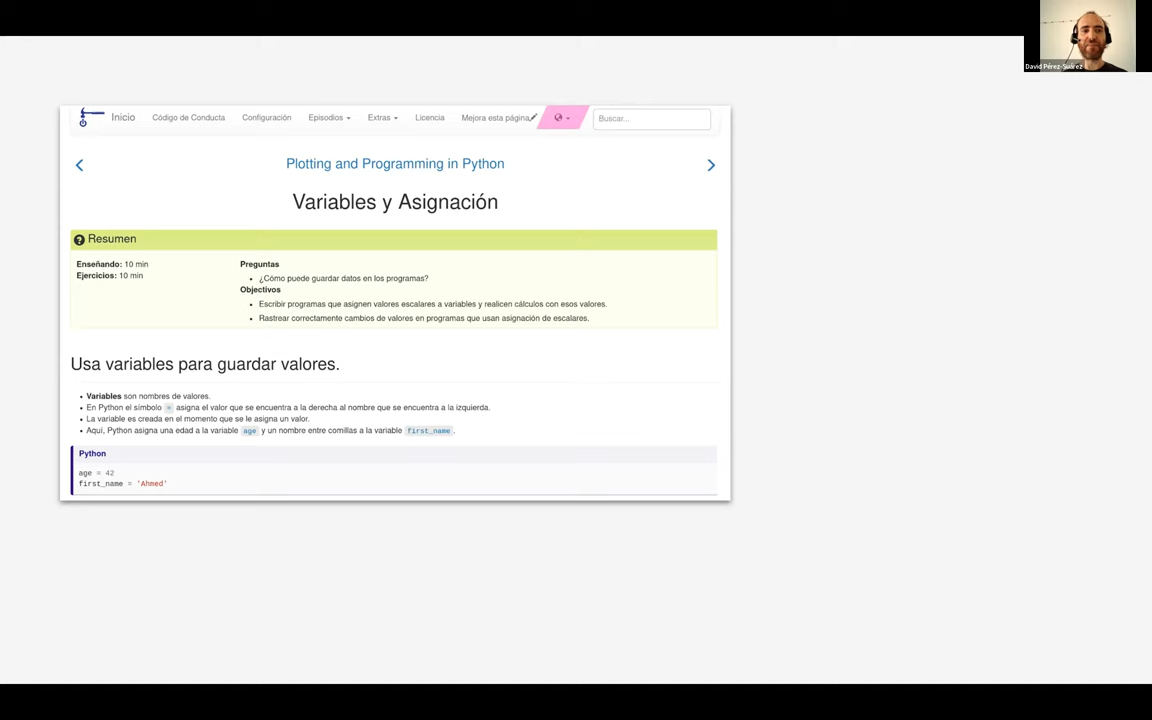 David Pérez-Suárez
Inicio
Código de Conducta
Configuración
Episodios
Extras
Licencia
Mejora esta página
Buscar...
Plotting and Programming in Python
Variables y Asignación
Resumen
Enseñando: 10 min
Ejercicios: 10 min
Preguntas
¿Cómo puede guardar datos en los programas?
Objectivos
Escribir programas que asignen valores escalares a variables y realicen cálculos con esos valores.
Rastrear correctamente cambios de valores en programas que usan asignación de escalares.
Usa variables para guardar valores.
Variables son nombres de valores.
En Python el símbolo = asigna el valor que se encuentra a la derecha al nombre que se encuentra a la izquierda.
La variable es creada en el momento que se le asigna un valor.
Aquí, Python asigna una edad a la variable age y un nombre entre comillas a la variable first_name.
Python
age = 42
first_name = 'Ahmed'